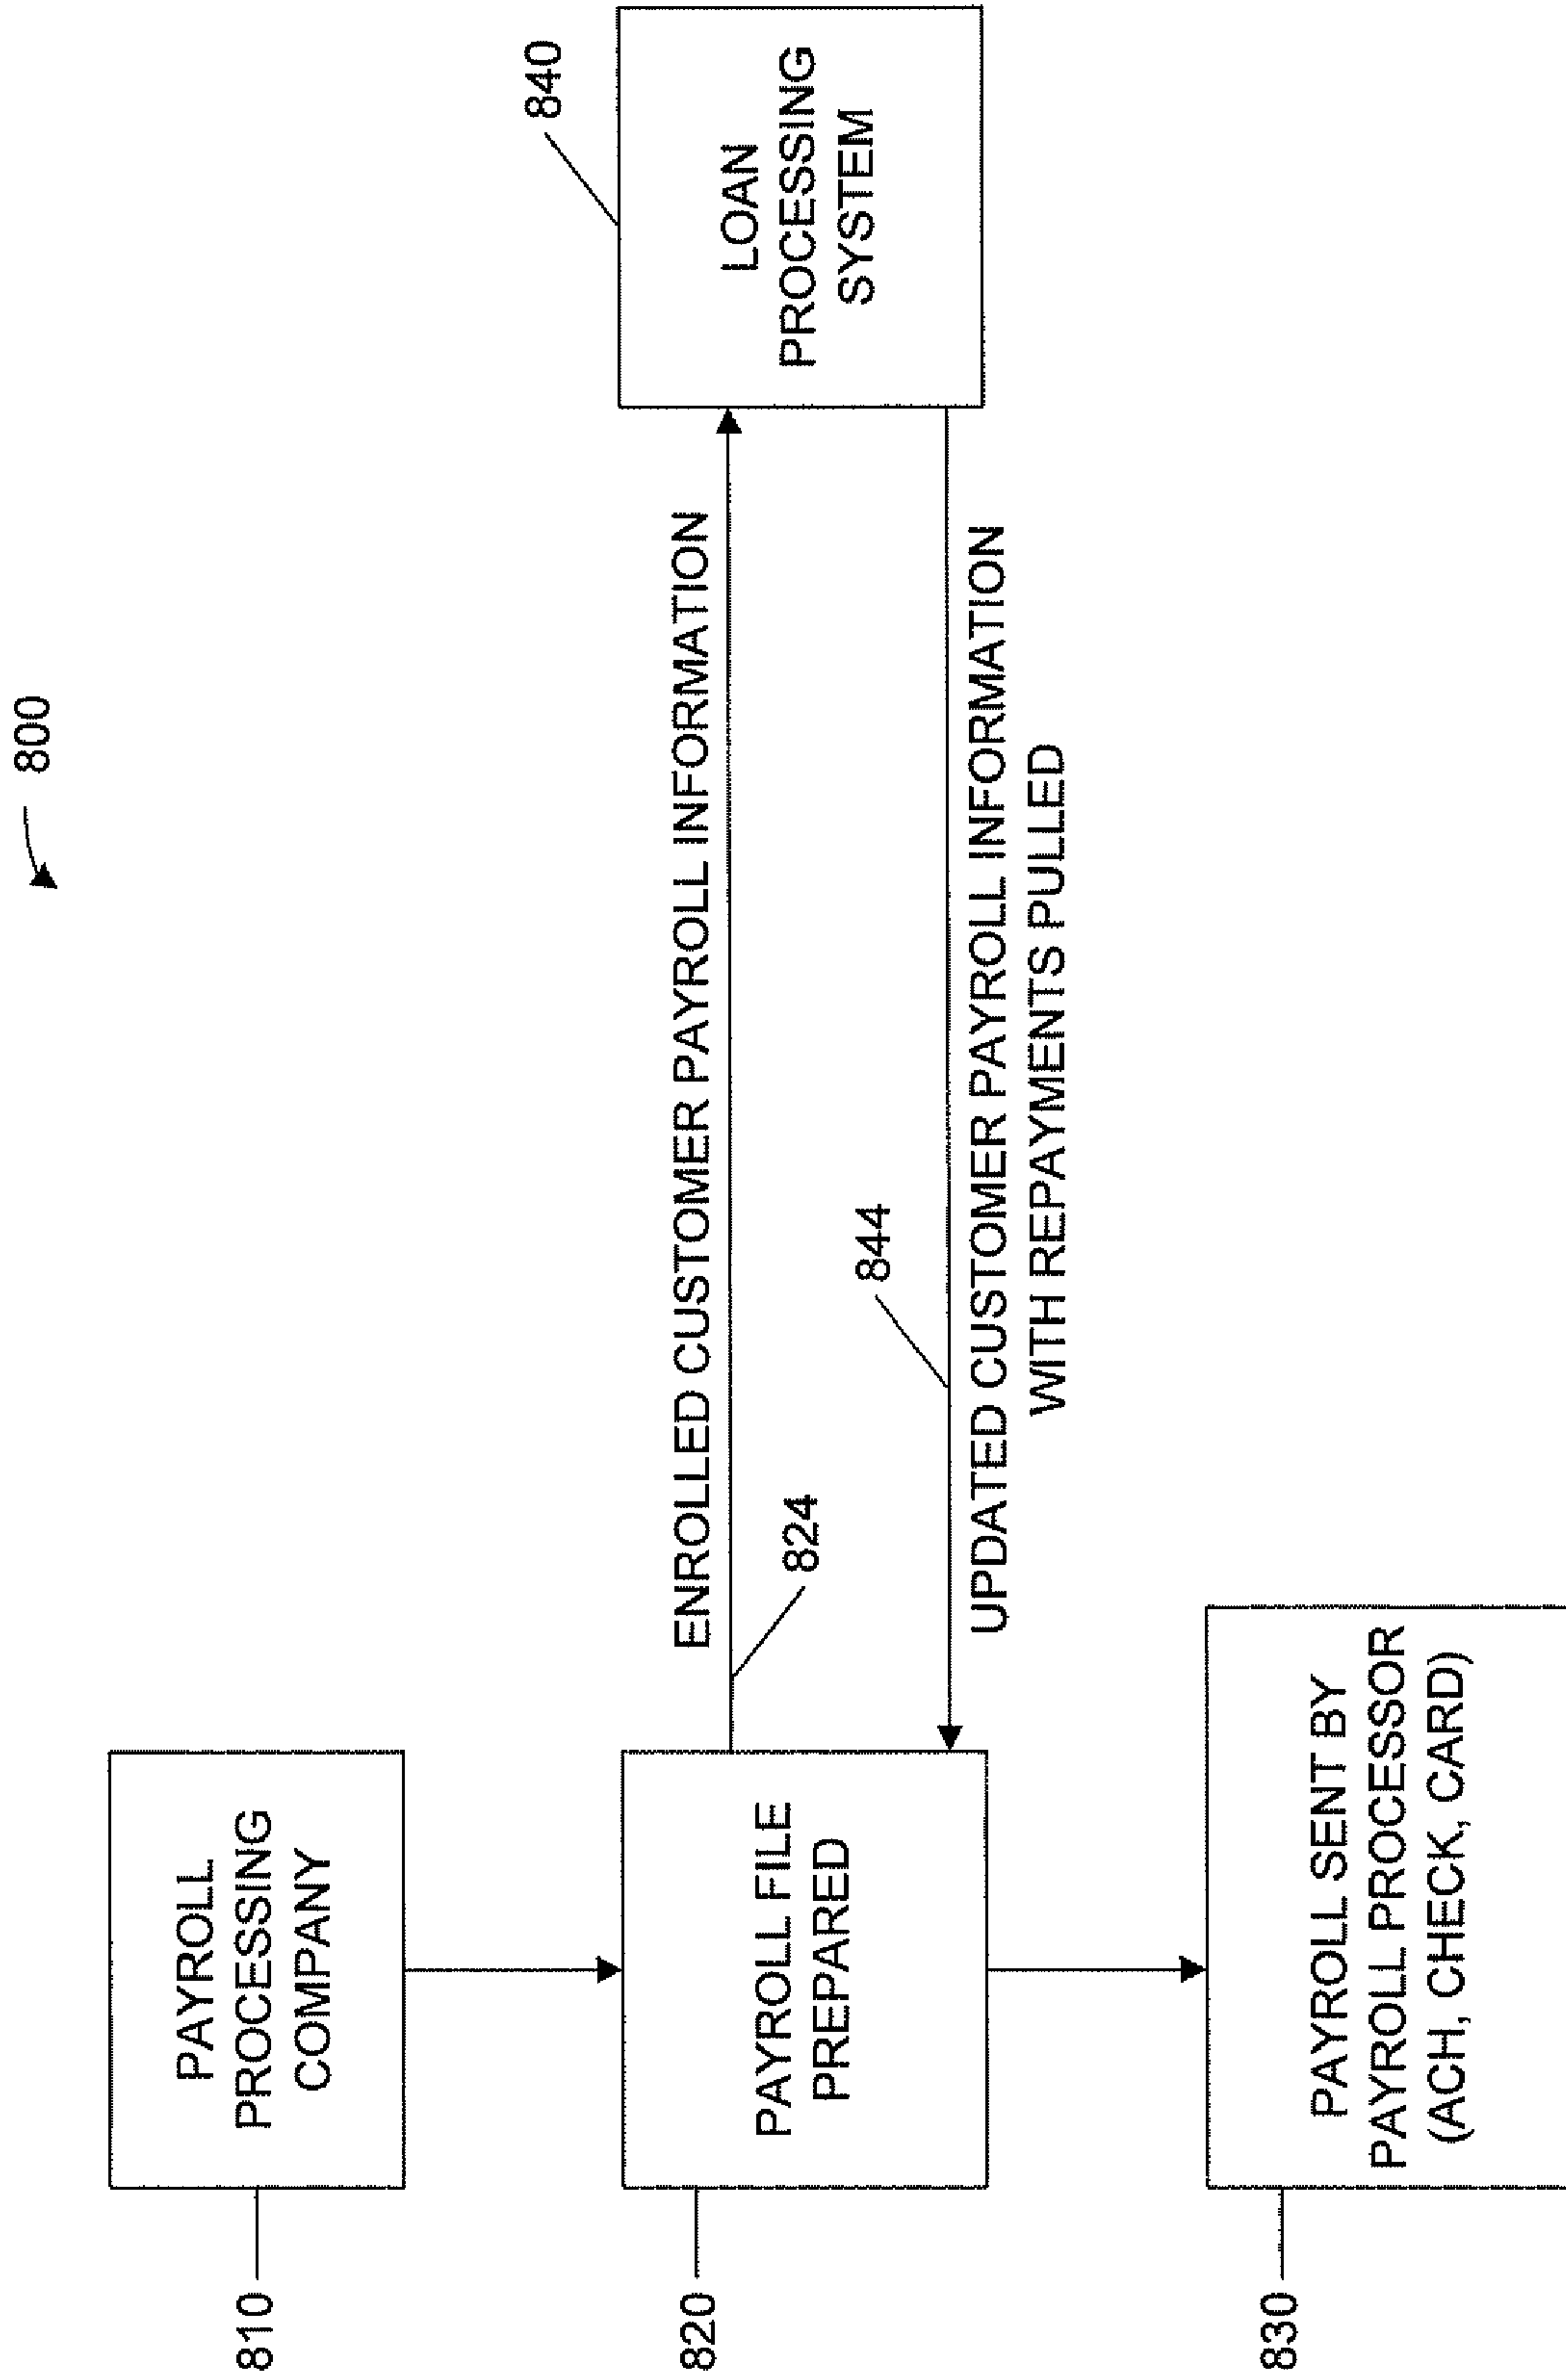 800
810
PAYROLL
PROCESSING
COMPANY
820
PAYROLL FILE
PREPARED
824
ENROLLED CUSTOMER PAYROLL INFORMATION
840
LOAN
PROCESSING
SYSTEM
844
UPDATED CUSTOMER PAYROLL INFORMATION
WITH REPAYMENTS PULLED
830
PAYROLL SENT BY
PAYROLL PROCESSOR
(ACH, CHECK, CARD)